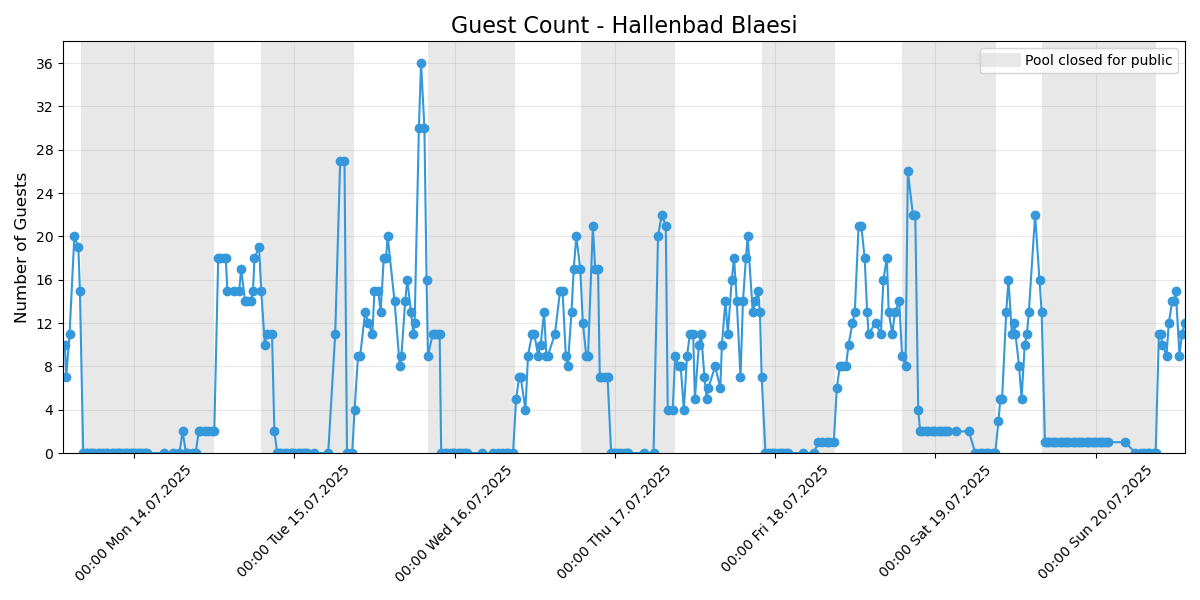 Guest Count - Hallenbad Blaesi
Pool closed for public
Number of Guests
36
32
28
24
20
16
12
8
4
0
00:00 Mon 14.07.2025
00:00 Tue 15.07.2025
00:00 Wed 16.07.2025
00:00 Thu 17.07.2025
00:00 Fri 18.07.2025
00:00 Sat 19.07.2025
00:00 Sun 20.07.2025